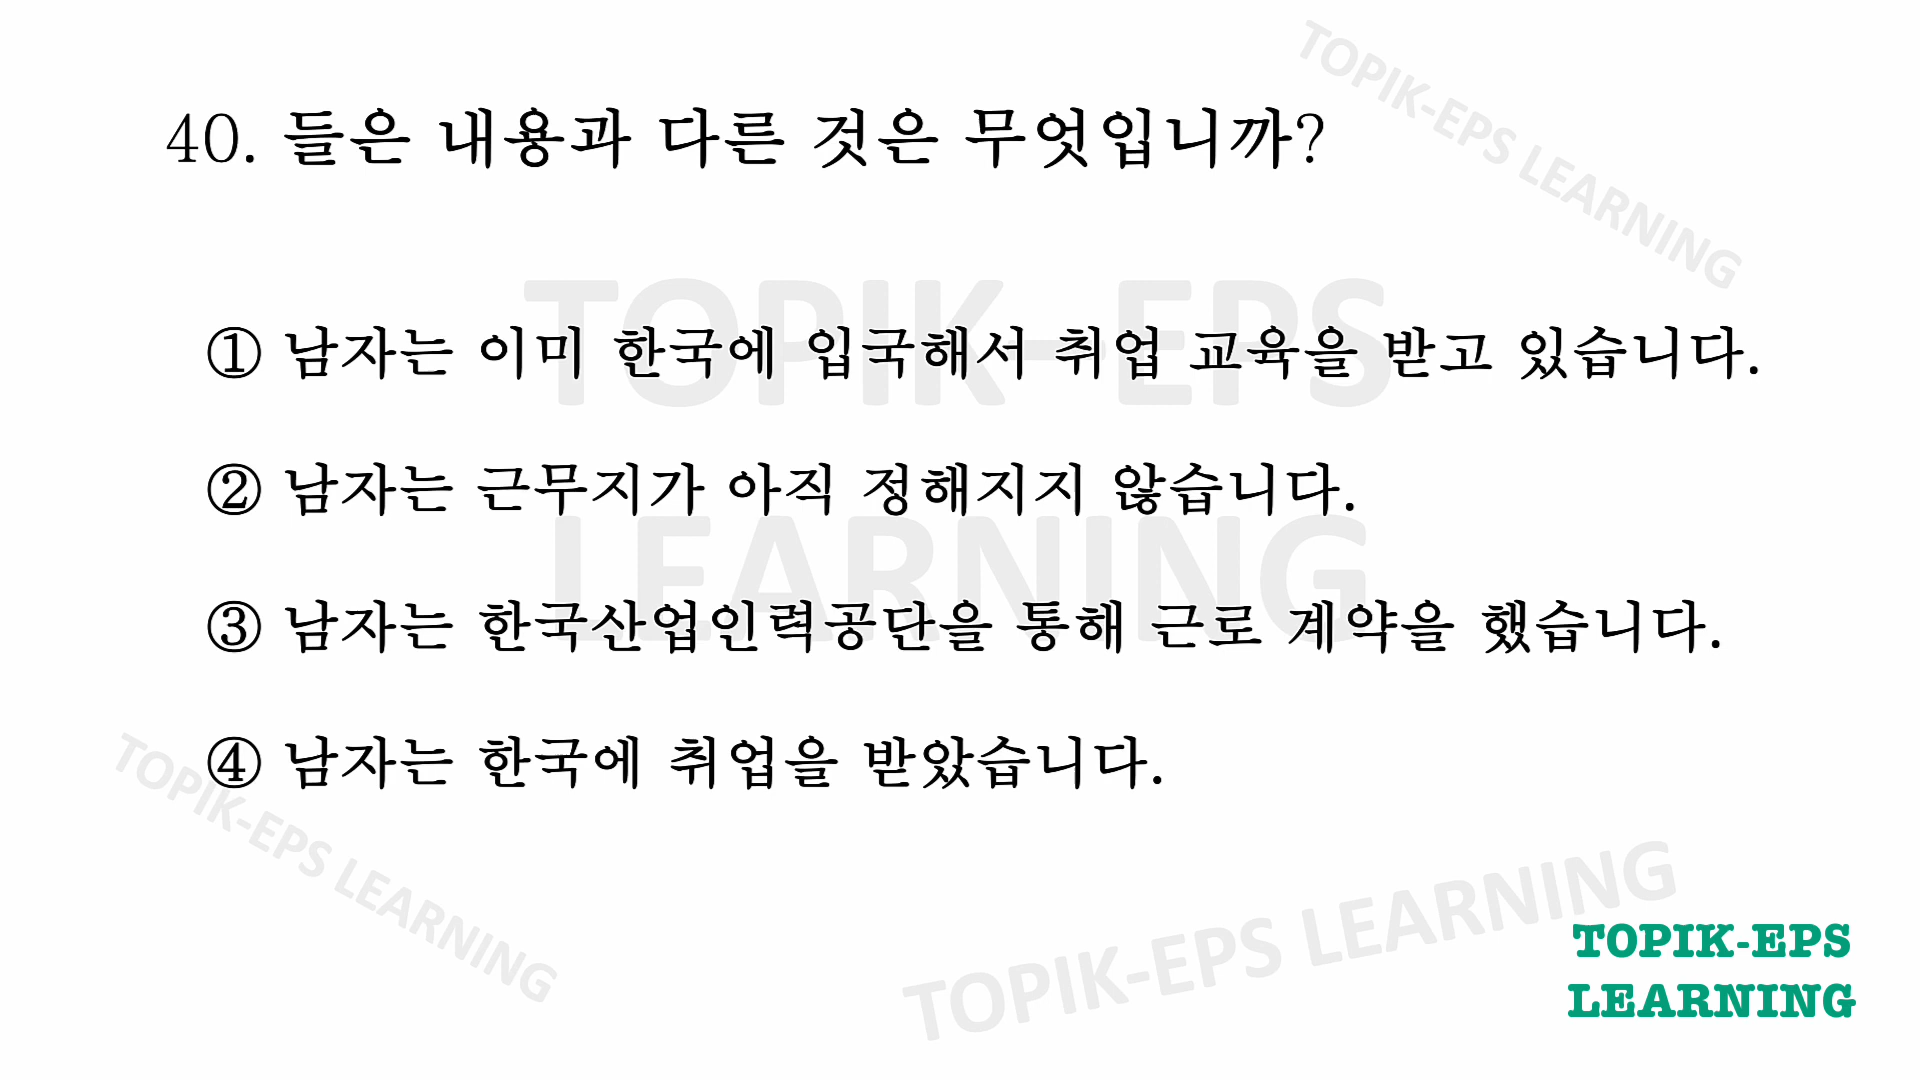 TOPIK-EPS LEARNING
40. 들은 내용과 다른 것은 무엇입니까?
TOPIK-EPS
① 남자는 이미 한국에 입국해서 취업 교육을 받고 있습니다.
② 남자는 근무지가 아직 정해지지 않습니다.
LEARNING
③ 남자는 한국산업인력공단을 통해 근로 계약을 했습니다.
④ 남자는 한국에 취업을 받았습니다.
TOPIK-EPS LEARNING
TOPIK-EPS LEARNING
TOPIK-EPS
LEARNING